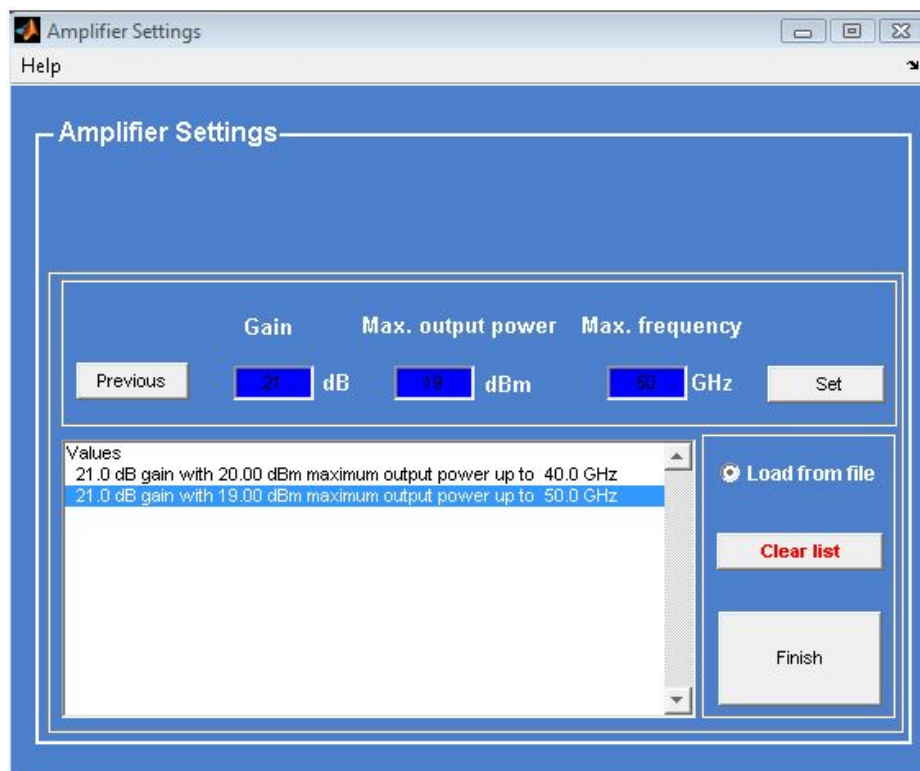 Amplifier Settings
Help
Amplifier Settings
Gain Max. output power Max. frequency
Previous 21 dB 19 dBm 50 GHz Set
Values
21.0 dB gain with 20.00 dBm maximum output power up to 40.0 GHz
21.0 dB gain with 19.00 dBm maximum output power up to 50.0 GHz
Load from file
Clear list
Finish